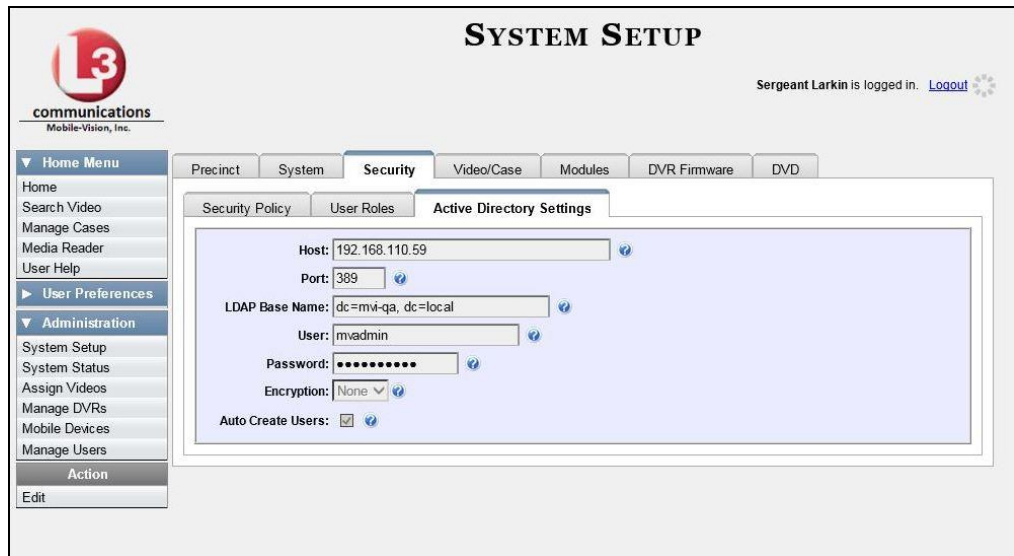 SYSTEM SETUP
L3
communications
Mobile-Vision, Inc.
Sergeant Larkin is logged in. Logout
▼ Home Menu
Home
Search Video
Manage Cases
Media Reader
User Help
► User Preferences
▼ Administration
System Setup
System Status
Assign Videos
Manage DVRs
Mobile Devices
Manage Users
Action
Edit
Precinct System Security Video/Case Modules DVR Firmware DVD
Security Policy User Roles Active Directory Settings
Host: 192.168.110.59 ?
Port: 389 ?
LDAP Base Name: dc=mvi-qa, dc=local ?
User: mvadmin ?
Password: ●●●●●●●●●● ?
Encryption: None ?
Auto Create Users: ?